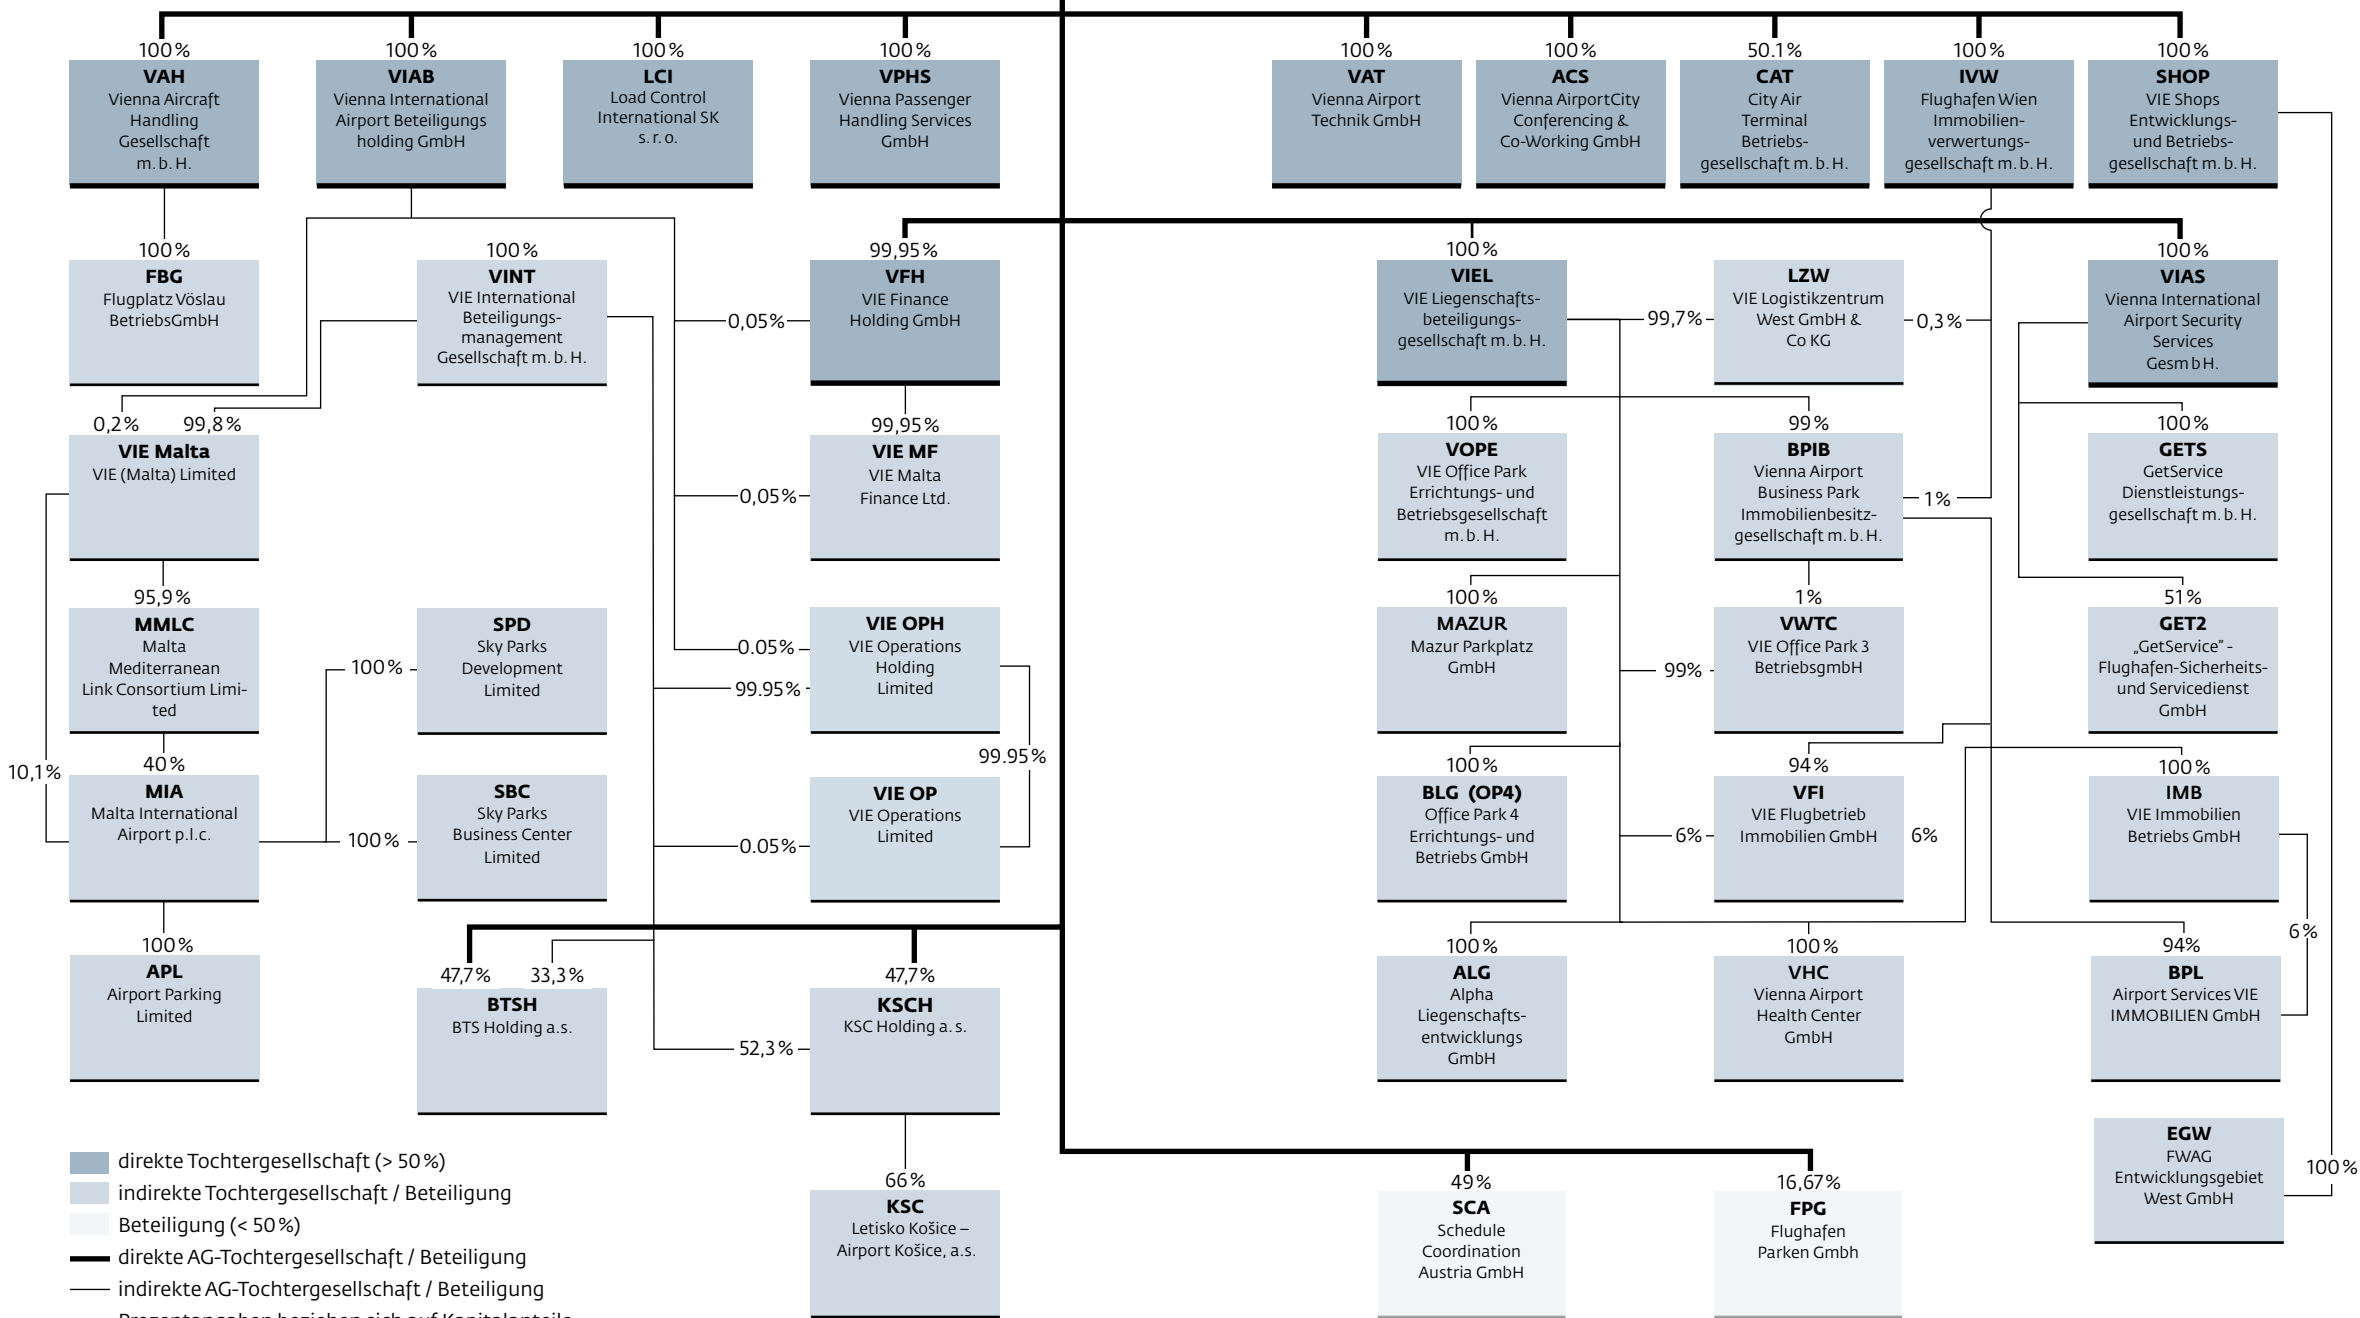 100%
VAH
Vienna Aircraft
Handling
Gesellschaft
m. b. H.
100%
VIAB
Vienna International
Airport Beteiligungs
holding GmbH
100%
LCI
Load Control
International SK
s. r. o.
100%
VPHS
Vienna Passenger
Handling Services
GmbH
100%
VAT
Vienna Airport
Technik GmbH
100%
ACS
Vienna AirportCity
Conferencing &
Co-Working GmbH
50.1%
CAT
City Air
Terminal
Betriebs-
gesellschaft m. b. H.
100%
IVW
Flughafen Wien
Immobilien-
verwertungs-
gesellschaft m. b. H.
100%
SHOP
VIE Shops
Entwicklungs-
und Betriebs-
gesellschaft m. b. H.
100%
FBG
Flugplatz Vöslau
BetriebsGmbH
100%
VINT
VIE International
Beteiligungs-
management
Gesellschaft m. b. H.
0,05%
99,95%
VFH
VIE Finance
Holding GmbH
100%
VIEL
VIE Liegenschafts-
beteiligungs-
gesellschaft m. b. H.
99,7%
LZW
VIE Logistikzentrum
West GmbH &
Co KG
0,3%
100%
VIAS
Vienna International
Airport Security
Services
Gesm b H.
0,2%
99,8%
VIE Malta
VIE (Malta) Limited
0,05%
99,95%
VIE MF
VIE Malta
Finance Ltd.
100%
VOPE
VIE Office Park
Errichtungs- und
Betriebsgesellschaft
m. b. H.
99%
BPIB
Vienna Airport
Business Park
Immobilienbesitz-
gesellschaft m. b. H.
1%
100%
GETS
GetService
Dienstleistungs-
gesellschaft m. b. H.
95,9%
MMLC
Malta
Mediterranean
Link Consortium Limi-
ted
100%
SPD
Sky Parks
Development
Limited
0.05%
99.95%
VIE OPH
VIE Operations
Holding
Limited
99.95%
100%
MAZUR
Mazur Parkplatz
GmbH
99%
1%
VWTC
VIE Office Park 3
BetriebsgmbH
51%
GET2
„GetService” -
Flughafen-Sicherheits-
und Servicedienst
GmbH
10,1%
40%
MIA
Malta International
Airport p.l.c.
100%
SBC
Sky Parks
Business Center
Limited
0.05%
VIE OP
VIE Operations
Limited
100%
BLG (OP4)
Office Park 4
Errichtungs- und
Betriebs GmbH
6%
94%
VFI
VIE Flugbetrieb
Immobilien GmbH
6%
100%
IMB
VIE Immobilien
Betriebs GmbH
6%
100%
APL
Airport Parking
Limited
47,7%
33,3%
BTSH
BTS Holding a.s.
52,3%
47,7%
KSCH
KSC Holding a. s.
100%
ALG
Alpha
Liegenschafts-
entwicklungs
GmbH
100%
VHC
Vienna Airport
Health Center
GmbH
94%
BPL
Airport Services VIE
IMMOBILIEN GmbH
66%
KSC
Letisko Košice –
Airport Košice, a.s.
49%
SCA
Schedule
Coordination
Austria GmbH
16,67%
FPG
Flughafen
Parken Gmbh
EGW
FWAG
Entwicklungsgebiet
West GmbH
100%
direkte Tochtergesellschaft (> 50%)
indirekte Tochtergesellschaft / Beteiligung
Beteiligung (< 50%)
direkte AG-Tochtergesellschaft / Beteiligung
indirekte AG-Tochtergesellschaft / Beteiligung
Prozentangaben beziehen sich auf Kapitalanteile